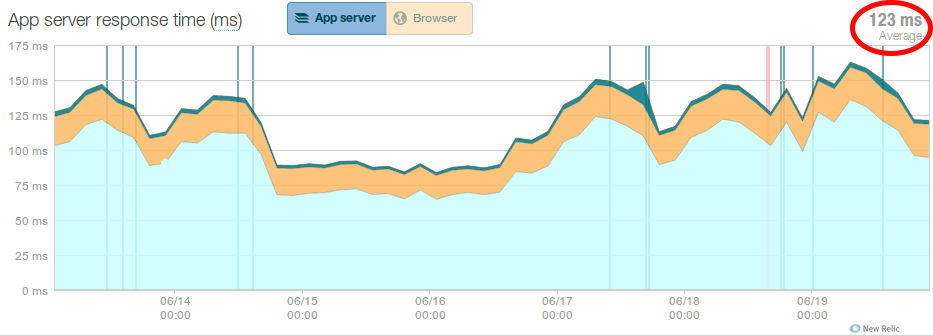 App server response time (ms)
App server
Browser
123 ms
Average
175 ms
150 ms
125 ms
100 ms
75 ms
50 ms
25 ms
0 ms
06/14
00:00
06/15
00:00
06/16
00:00
06/17
00:00
06/18
00:00
06/19
00:00
New Relic